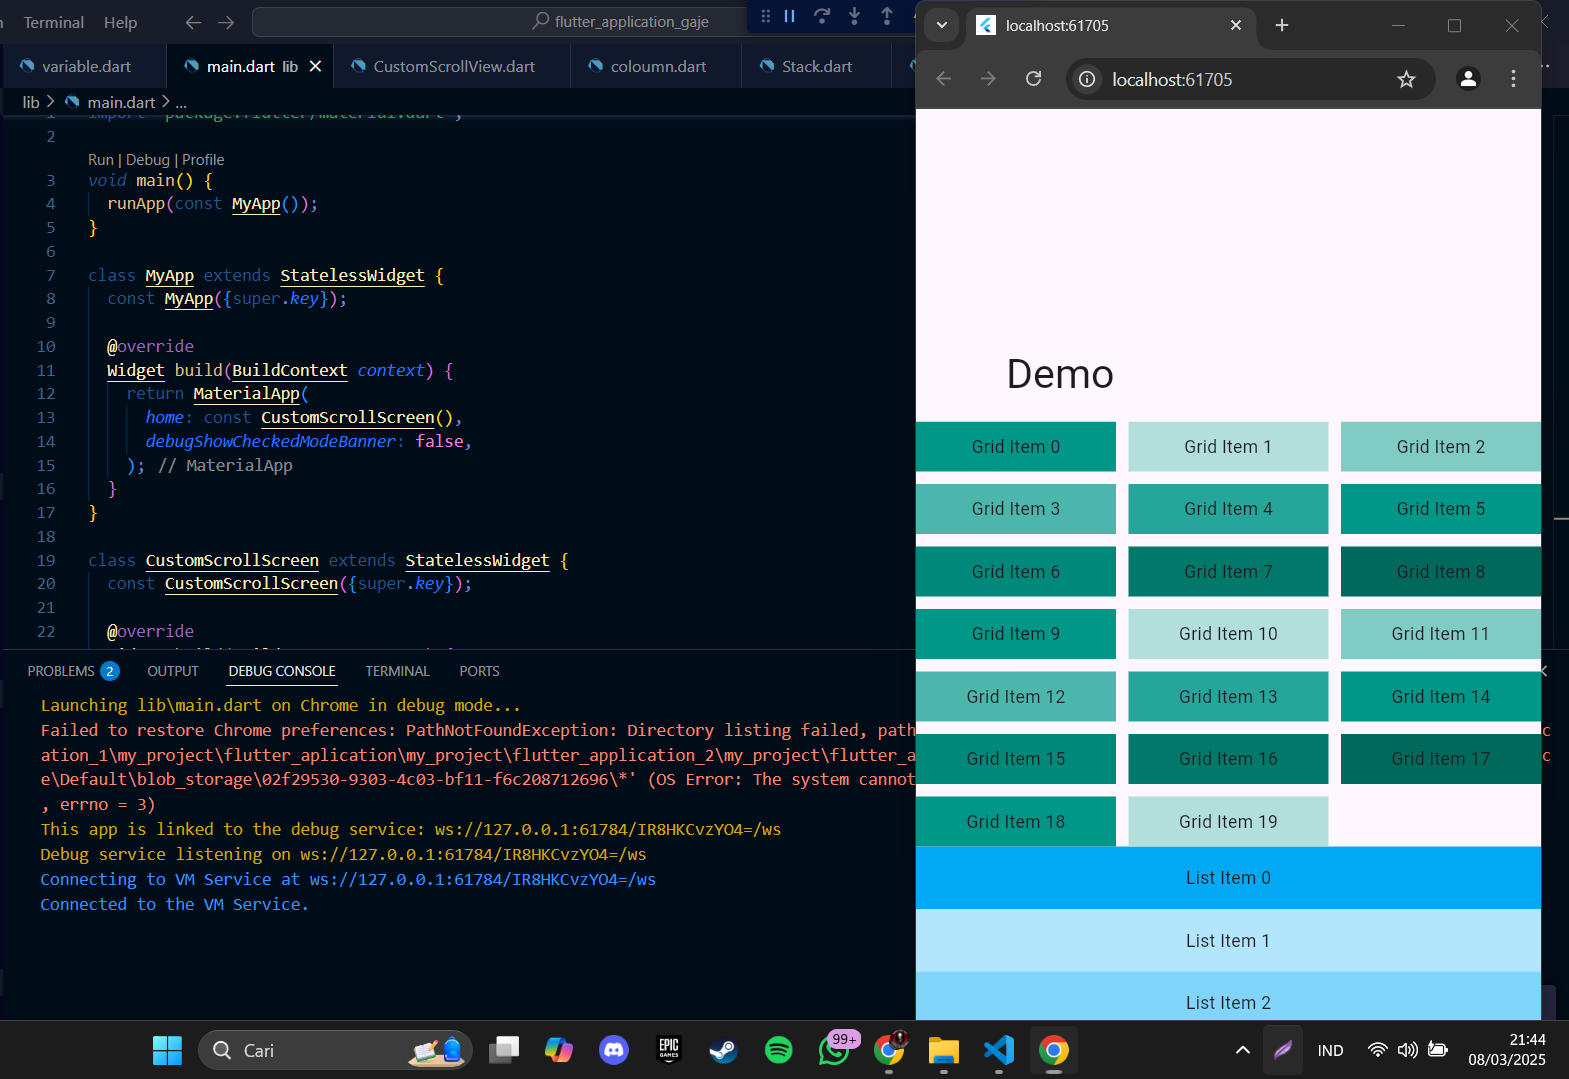 Terminal Help flutter_application_gaje
variable.dart main.dart lib CustomScrollView.dart coloumn.dart Stack.dart
lib > main.dart > ...
1 import 'package:flutter/material.dart';
2
Run | Debug | Profile
3 void main() {
4 runApp(const MyApp());
5 }
6
7 class MyApp extends StatelessWidget {
8 const MyApp({super.key});
9
10 @override
11 Widget build(BuildContext context) {
12 return MaterialApp(
13 home: const CustomScrollScreen(),
14 debugShowCheckedModeBanner: false,
15 ); // MaterialApp
16 }
17 }
18
19 class CustomScrollScreen extends StatelessWidget {
20 const CustomScrollScreen({super.key});
21
22 @override
PROBLEMS 2 OUTPUT DEBUG CONSOLE TERMINAL PORTS
Launching lib\main.dart on Chrome in debug mode...
Failed to restore Chrome preferences: PathNotFoundException: Directory listing failed, path
ation_1\my_project\flutter_aplication\my_project\flutter_application_2\my_project\flutter_a
e\Default\blob_storage\02f29530-9303-4c03-bf11-f6c208712696\*' (OS Error: The system cannot
, errno = 3)
This app is linked to the debug service: ws://127.0.0.1:61784/IR8HKCvzYO4=/ws
Debug service listening on ws://127.0.0.1:61784/IR8HKCvzYO4=/ws
Connecting to VM Service at ws://127.0.0.1:61784/IR8HKCvzYO4=/ws
Connected to the VM Service.
localhost:61705
localhost:61705
Demo
Grid Item 0 Grid Item 1 Grid Item 2
Grid Item 3 Grid Item 4 Grid Item 5
Grid Item 6 Grid Item 7 Grid Item 8
Grid Item 9 Grid Item 10 Grid Item 11
Grid Item 12 Grid Item 13 Grid Item 14
Grid Item 15 Grid Item 16 Grid Item 17
Grid Item 18 Grid Item 19
List Item 0
List Item 1
List Item 2
Cari EPIC GAMES 99+ IND 21:44
08/03/2025